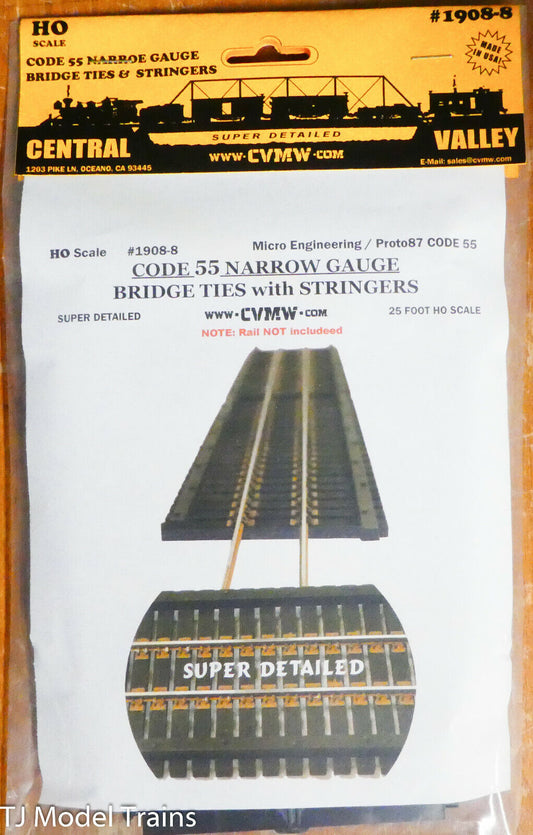 HO
SCALE
#1908-8
CODE 55 NARROE GAUGE
BRIDGE TIES & STRINGERS
MADE IN USA!
SUPER DETAILED
CENTRAL VALLEY
www.CVMW.COM
1203 PIKE LN. OCEANO, CA 93445
E-Mail: sales@cvmw.com
HO Scale #1908-8 Micro Engineering / Proto87 CODE 55
CODE 55 NARROW GAUGE
BRIDGE TIES with STRINGERS
SUPER DETAILED www.CVMW.COM 25 FOOT HO SCALE
NOTE: Rail NOT includeed
SUPER DETAILED
TJ Model Trains